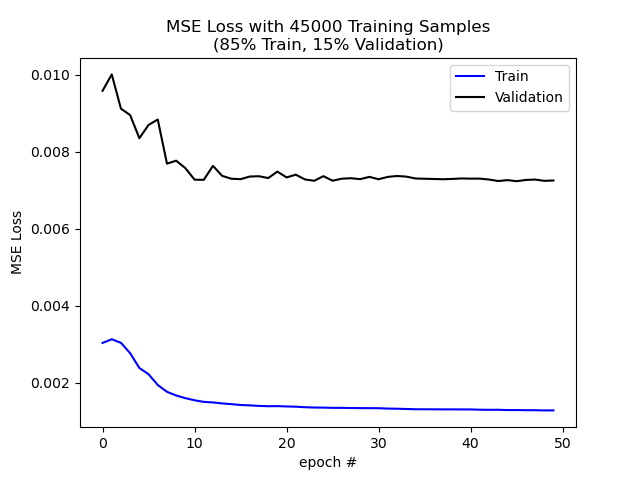 MSE Loss with 45000 Training Samples
(85% Train, 15% Validation)
Train
Validation
0.010
0.008
0.006
0.004
0.002
MSE Loss
0 10 20 30 40 50
epoch #